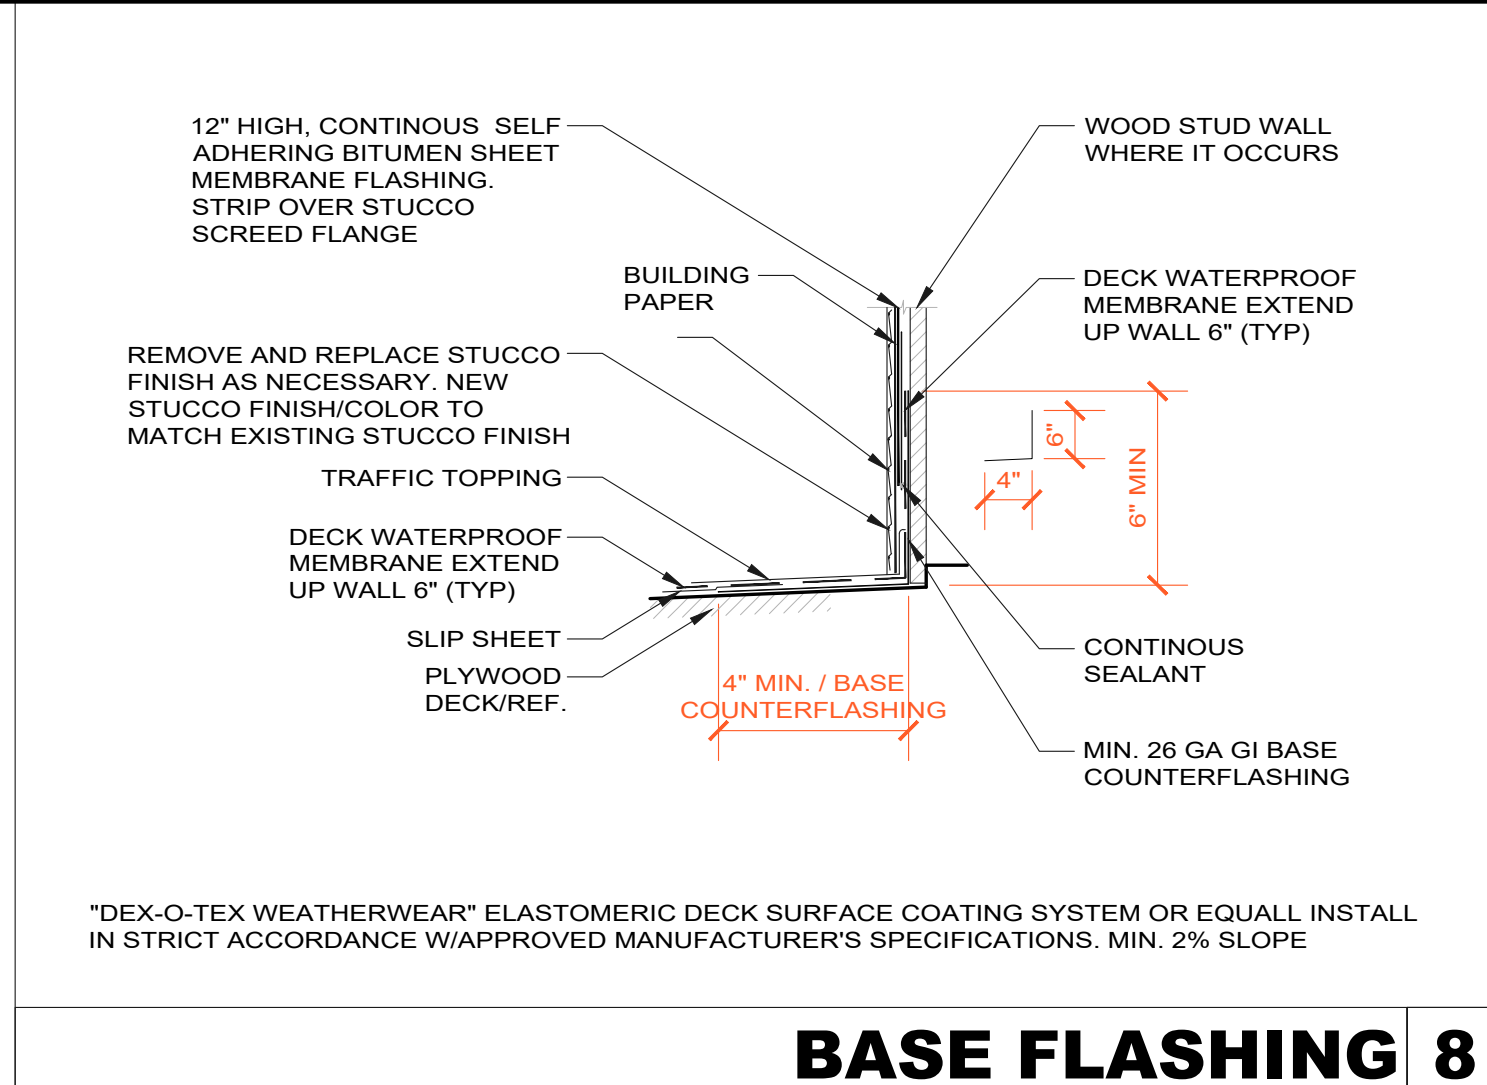 12" HIGH, CONTINOUS  SELF
ADHERING BITUMEN SHEET
MEMBRANE FLASHING.
STRIP OVER STUCCO
SCREED FLANGE
WOOD STUD WALL
WHERE IT OCCURS
BUILDING
PAPER
DECK WATERPROOF
MEMBRANE EXTEND
UP WALL 6" (TYP)
REMOVE AND REPLACE STUCCO
FINISH AS NECESSARY. NEW
STUCCO FINISH/COLOR TO
MATCH EXISTING STUCCO FINISH
6"
4"
6" MIN
TRAFFIC TOPPING
DECK WATERPROOF
MEMBRANE EXTEND
UP WALL 6" (TYP)
SLIP SHEET
PLYWOOD
DECK/REF.
4" MIN. / BASE
COUNTERFLASHING
CONTINOUS
SEALANT
MIN. 26 GA GI BASE
COUNTERFLASHING
"DEX-O-TEX WEATHERWEAR" ELASTOMERIC DECK SURFACE COATING SYSTEM OR EQUALL INSTALL
IN STRICT ACCORDANCE W/APPROVED MANUFACTURER'S SPECIFICATIONS. MIN. 2% SLOPE
BASE FLASHING 8